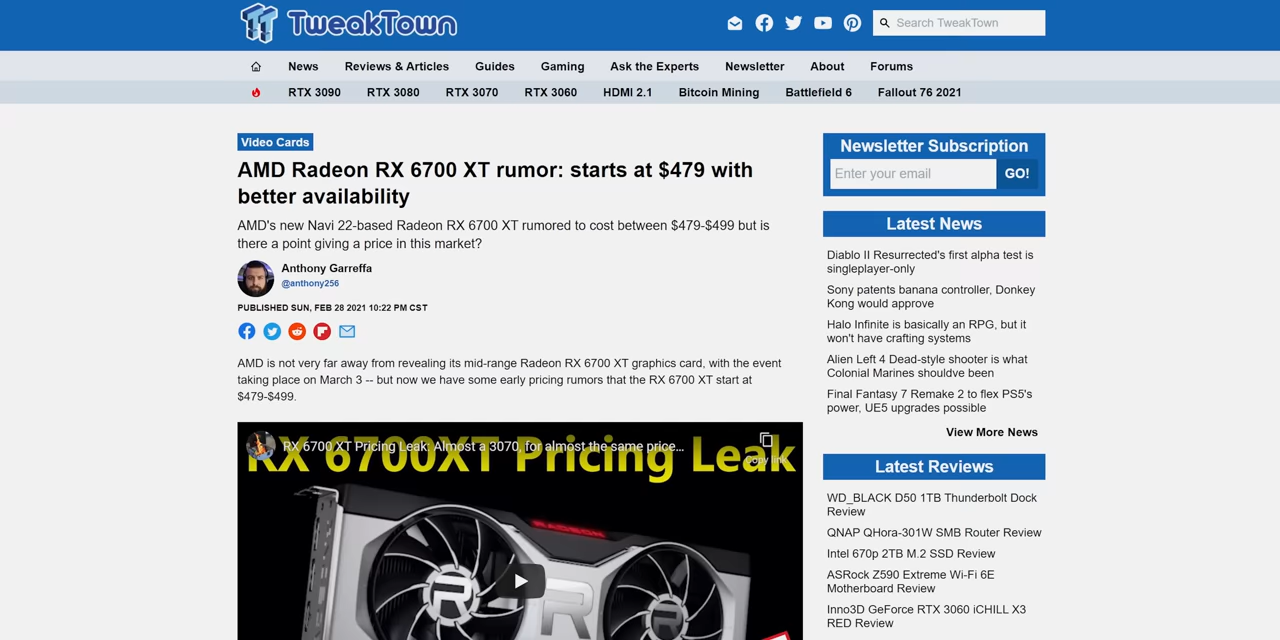 TweakTown
Search TweakTown
News Reviews & Articles Guides Gaming Ask the Experts Newsletter About Forums
RTX 3090 RTX 3080 RTX 3070 RTX 3060 HDMI 2.1 Bitcoin Mining Battlefield 6 Fallout 76 2021
Video Cards
AMD Radeon RX 6700 XT rumor: starts at $479 with
better availability
AMD's new Navi 22-based Radeon RX 6700 XT rumored to cost between $479-$499 but is
there a point giving a price in this market?
Anthony Garreffa
@anthony256
PUBLISHED SUN, FEB 28 2021 10:22 PM CST
AMD is not very far away from revealing its mid-range Radeon RX 6700 XT graphics card, with the event
taking place on March 3 -- but now we have some early pricing rumors that the RX 6700 XT start at
$479-$499.
RX 6700 XT Pricing Leak: Almost a 3070, for almost the same price...
Copy link
RX 6700XT Pricing Leak
RADEON
R
R
R
Newsletter Subscription
Enter your email GO!
Latest News
Diablo II Resurrected's first alpha test is
singleplayer-only
Sony patents banana controller, Donkey
Kong would approve
Halo Infinite is basically an RPG, but it
won't have crafting systems
Alien Left 4 Dead-style shooter is what
Colonial Marines shouldve been
Final Fantasy 7 Remake 2 to flex PS5's
power, UE5 upgrades possible
View More News
Latest Reviews
WD_BLACK D50 1TB Thunderbolt Dock
Review
QNAP QHora-301W SMB Router Review
Intel 670p 2TB M.2 SSD Review
ASRock Z590 Extreme Wi-Fi 6E
Motherboard Review
Inno3D GeForce RTX 3060 iCHILL X3
RED Review